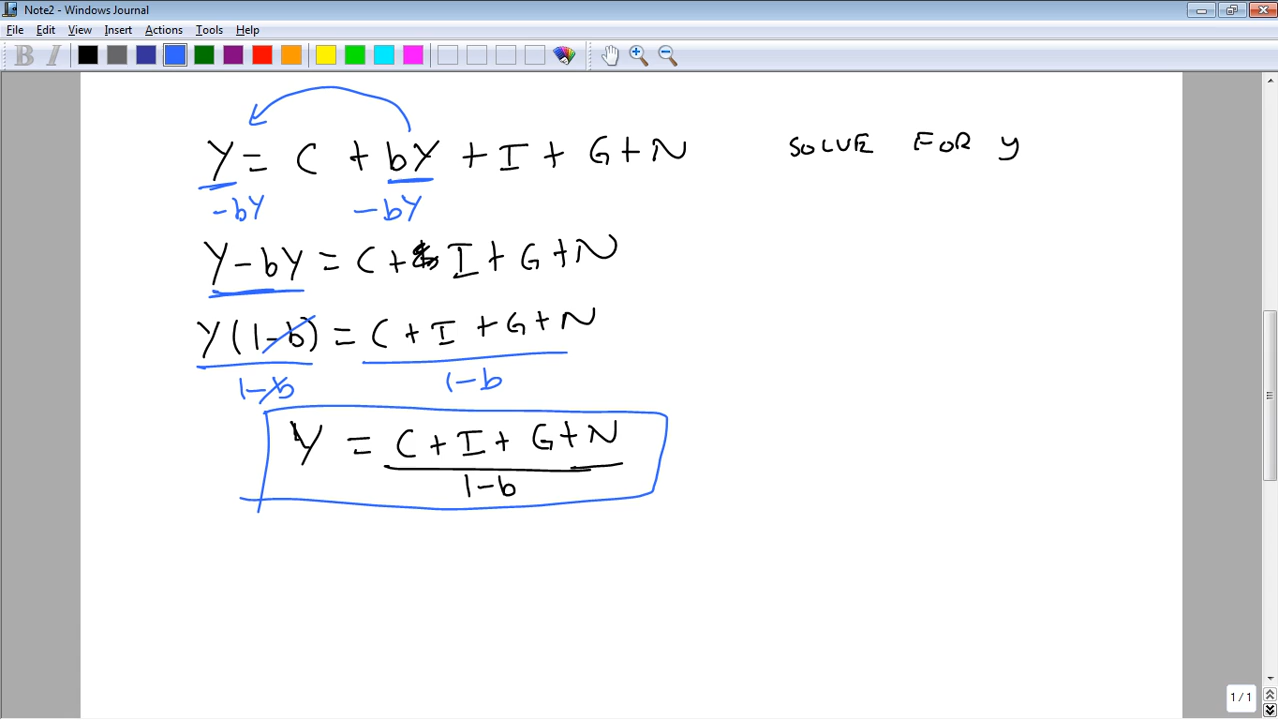 Note2 - Windows Journal
File Edit View Insert Actions Tools Help
B I
Y = C + bY + I + G + N SOLVE FOR y
-bY -bY
Y - bY = C + I + G + N
Y(1-b) = C + I + G + N
1-b 1-b
Y = C + I + G + N
1-b
1 / 1